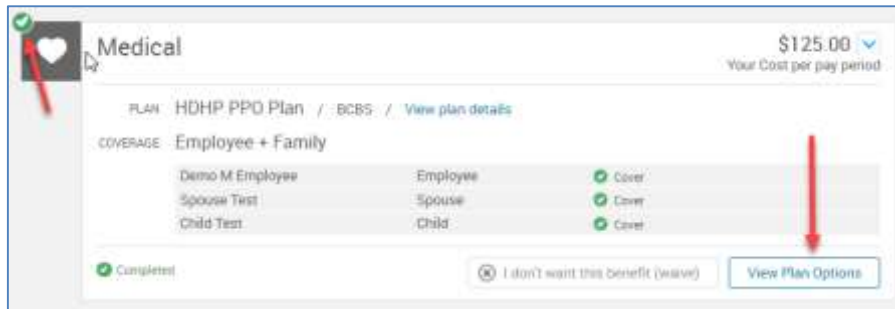 Medical
$125.00
Your Cost per pay period
PLAN HDHP PPO Plan / BCBS / View plan details
COVERAGE Employee + Family
Demo M Employee Employee Cover
Spouse Test Spouse Cover
Child Test Child Cover
Completed I don't want this benefit (waive) View Plan Options